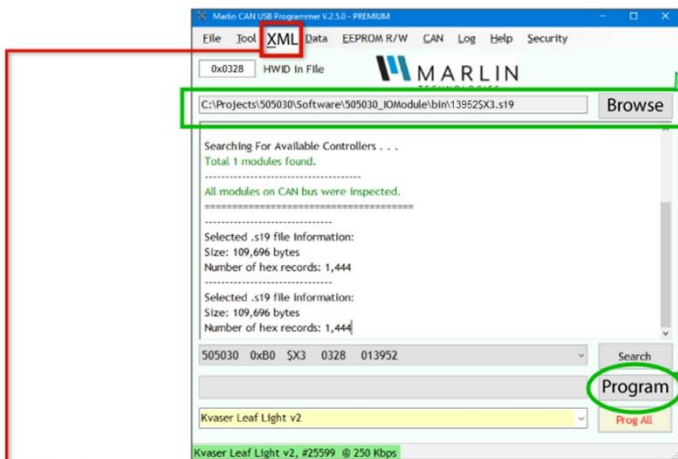 Marlin CAN USB Programmer V.2.5.0 - PREMIUM
File Tool XML Data EEPROM R/W CAN Log Help Security
0x0328 HWID In File MARLIN
TECHNOLOGIES
C:\Projects\505030\Software\505030_IOModule\bin\13952$X3.s19 Browse
Searching For Available Controllers . . .
Total 1 modules found.
-------------------------------------
All modules on CAN bus were inspected.
=======================================
------------------------------
Selected .s19 file information:
Size: 109,696 bytes
Number of hex records: 1,444
------------------------------
Selected .s19 file information:
Size: 109,696 bytes
Number of hex records: 1,444
505030 0xB0 $X3 0328 013952 Search
Program
Kvaser Leaf Light v2 Prog All
Kvaser Leaf Light v2, #25599 @ 250 Kbps